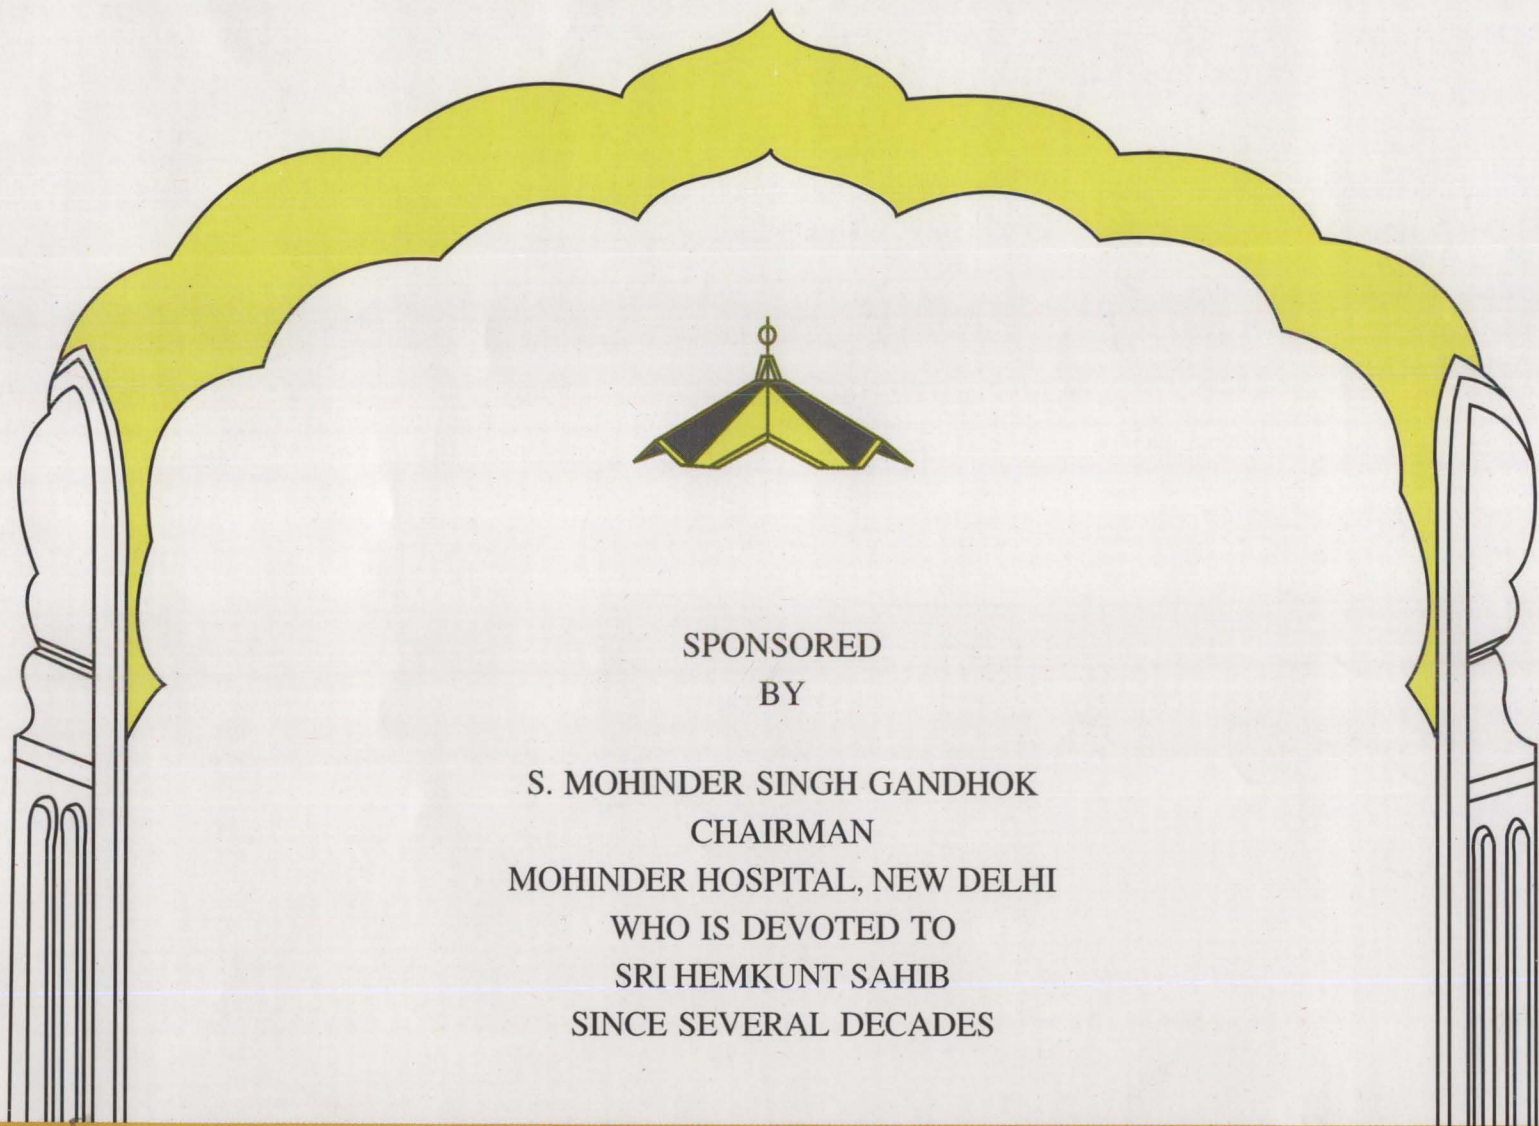 SPONSORED
BY
S. MOHINDER SINGH GANDHOK
CHAIRMAN
MOHINDER HOSPITAL, NEW DELHI
WHO IS DEVOTED TO
SRI HEMKUNT SAHIB
SINCE SEVERAL DECADES